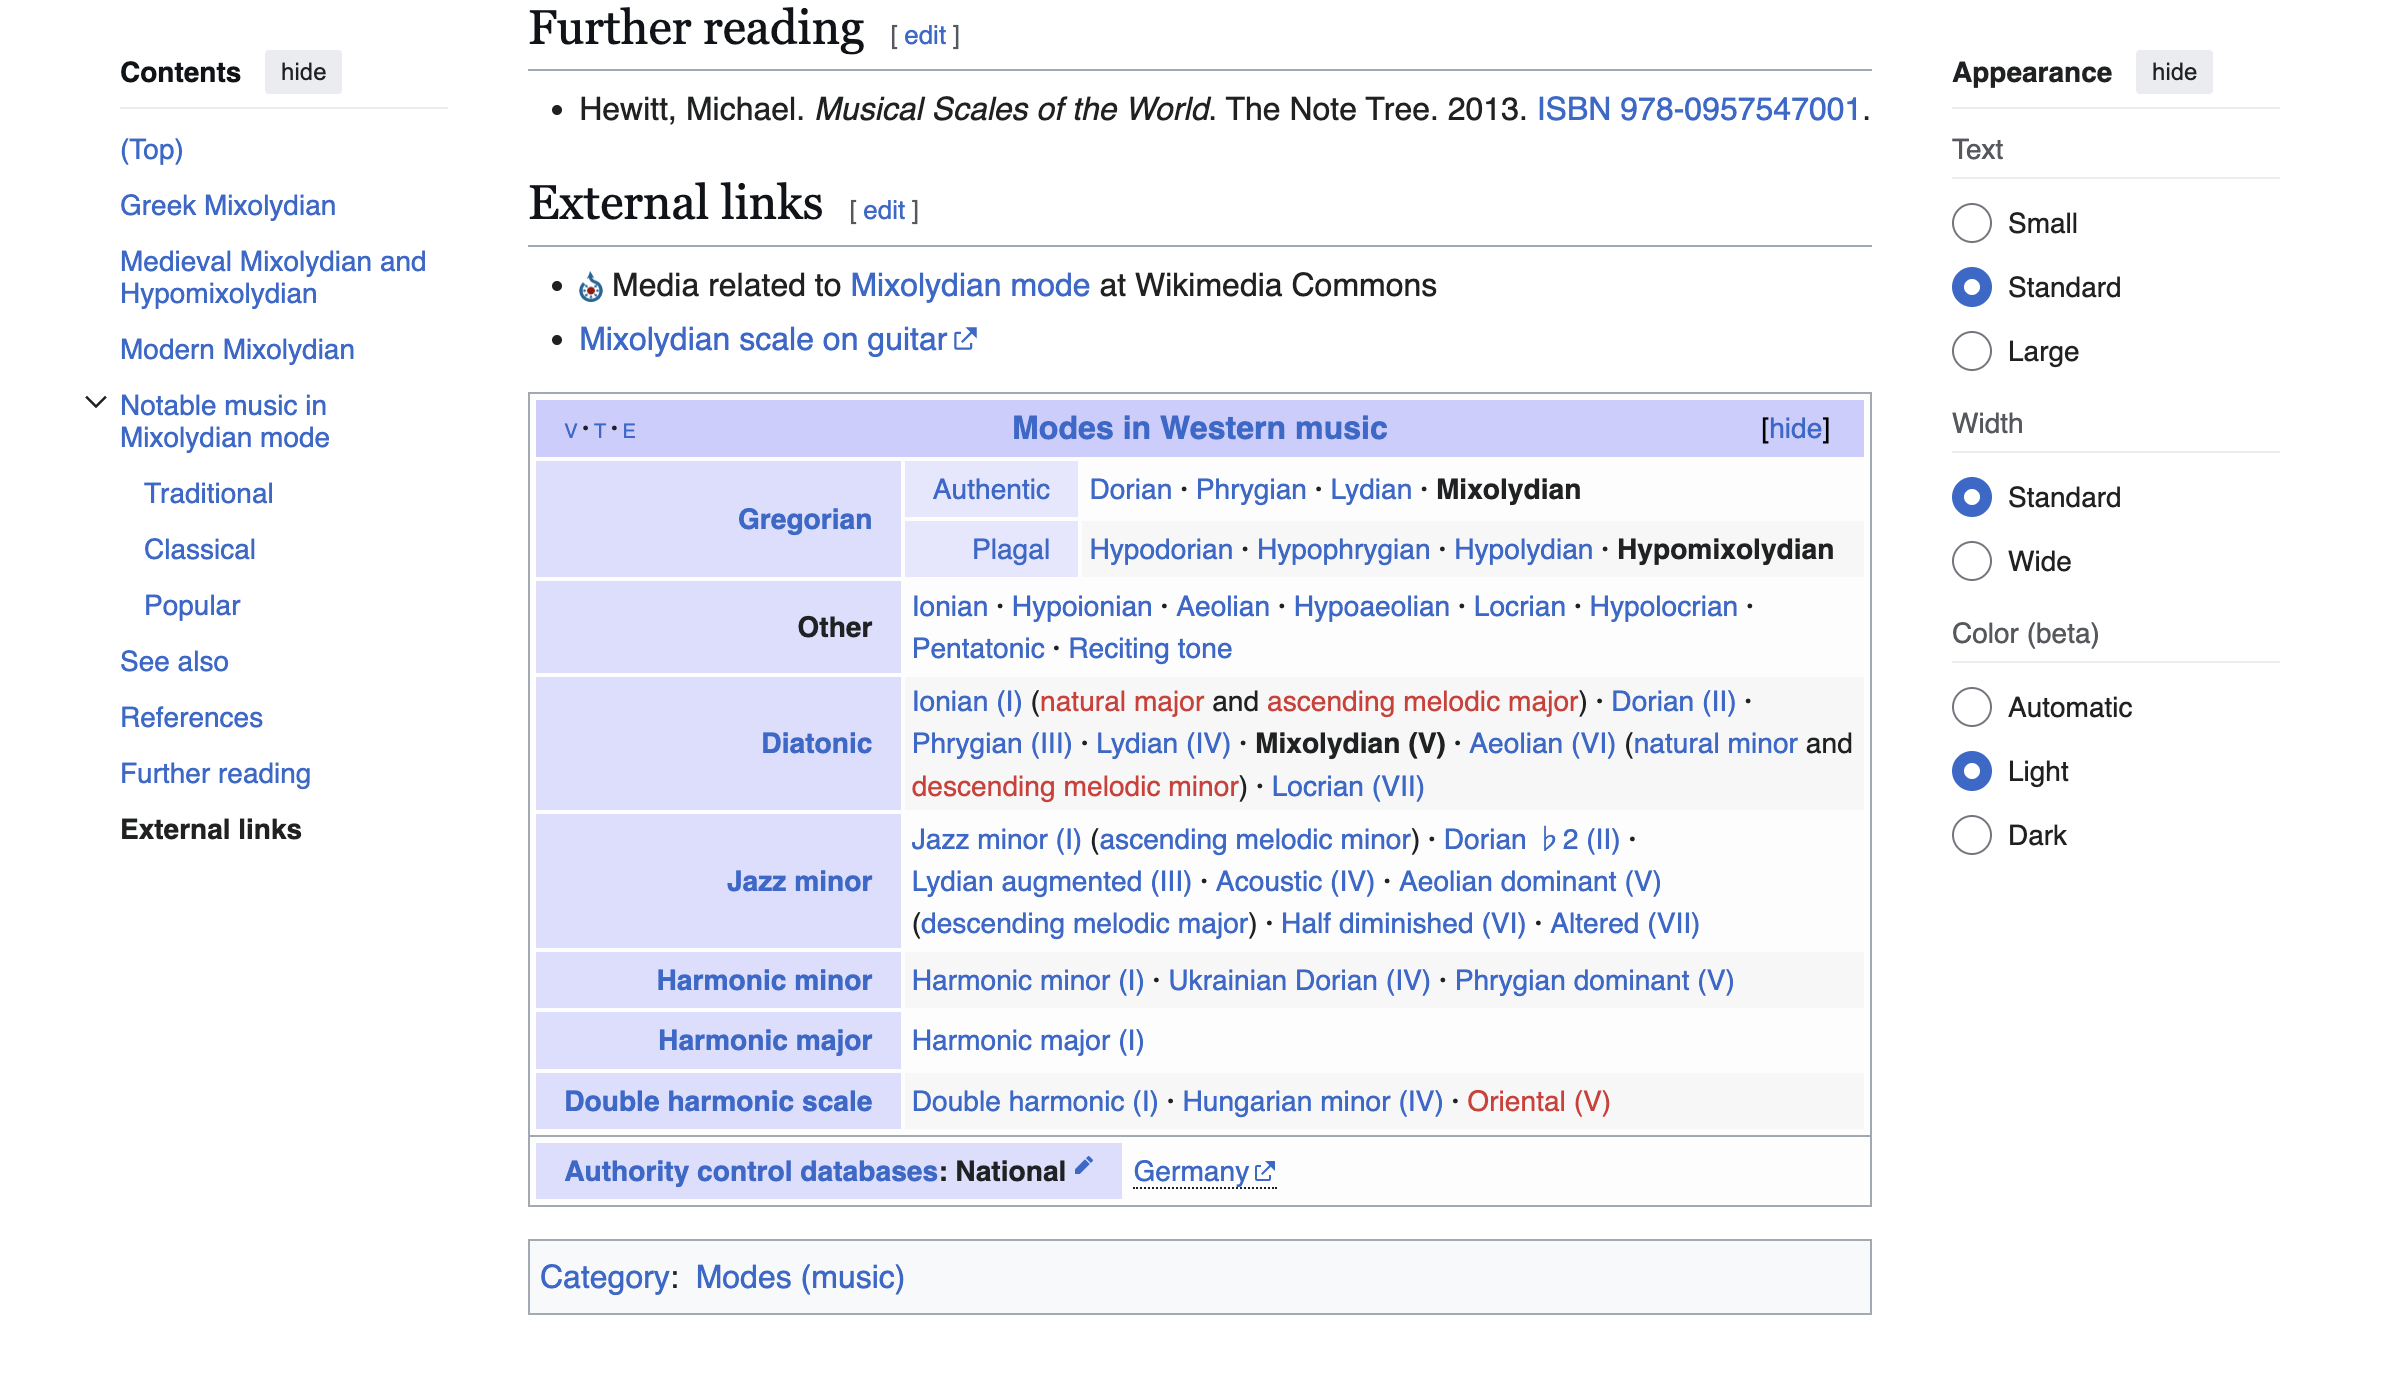 Contents hide
(Top)
Greek Mixolydian
Medieval Mixolydian and
Hypomixolydian
Modern Mixolydian
Notable music in
Mixolydian mode
Traditional
Classical
Popular
See also
References
Further reading
External links
Further reading [ edit ]
• Hewitt, Michael. Musical Scales of the World. The Note Tree. 2013. ISBN 978-0957547001.
External links [ edit ]
• Media related to Mixolydian mode at Wikimedia Commons
• Mixolydian scale on guitar
V · T · E Modes in Western music [hide]
Gregorian
Authentic Dorian · Phrygian · Lydian · Mixolydian
Plagal Hypodorian · Hypophrygian · Hypolydian · Hypomixolydian
Other
Ionian · Hypoionian · Aeolian · Hypoaeolian · Locrian · Hypolocrian ·
Pentatonic · Reciting tone
Diatonic
Ionian (I) (natural major and ascending melodic major) · Dorian (II) ·
Phrygian (III) · Lydian (IV) · Mixolydian (V) · Aeolian (VI) (natural minor and
descending melodic minor) · Locrian (VII)
Jazz minor
Jazz minor (I) (ascending melodic minor) · Dorian ♭2 (II) ·
Lydian augmented (III) · Acoustic (IV) · Aeolian dominant (V)
(descending melodic major) · Half diminished (VI) · Altered (VII)
Harmonic minor Harmonic minor (I) · Ukrainian Dorian (IV) · Phrygian dominant (V)
Harmonic major Harmonic major (I)
Double harmonic scale Double harmonic (I) · Hungarian minor (IV) · Oriental (V)
Authority control databases: National Germany
Category: Modes (music)
Appearance hide
Text
Small
Standard
Large
Width
Standard
Wide
Color (beta)
Automatic
Light
Dark